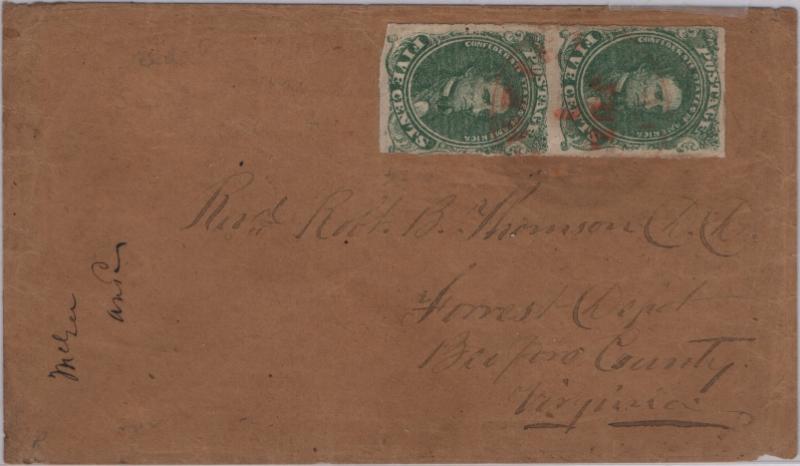 FIVE CENTS
CONFEDERATE STATES OF AMERICA
POSTAGE
FIVE CENTS
CONFEDERATE STATES OF AMERICA
POSTAGE
Revd. Robt. B. Thomson D.D.
Forrest Depot
Bedford County.
Virginia